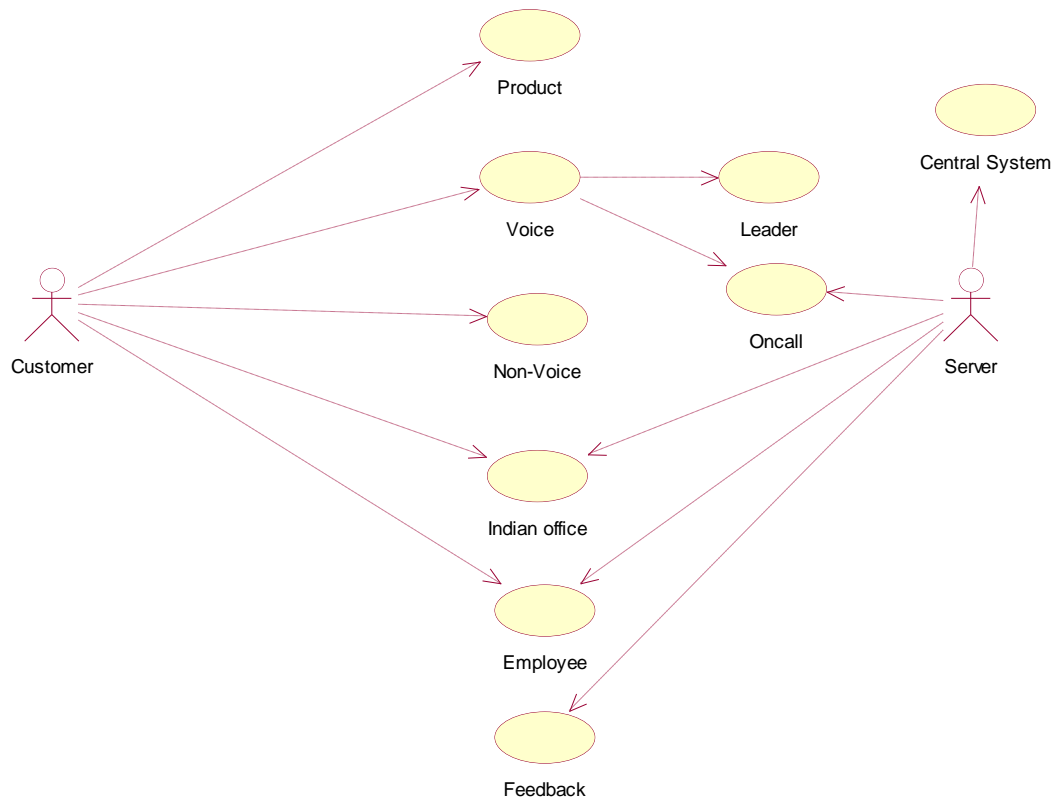 Product
Central System
Voice
Leader
Oncall
Customer
Non-Voice
Server
Indian office
Employee
Feedback